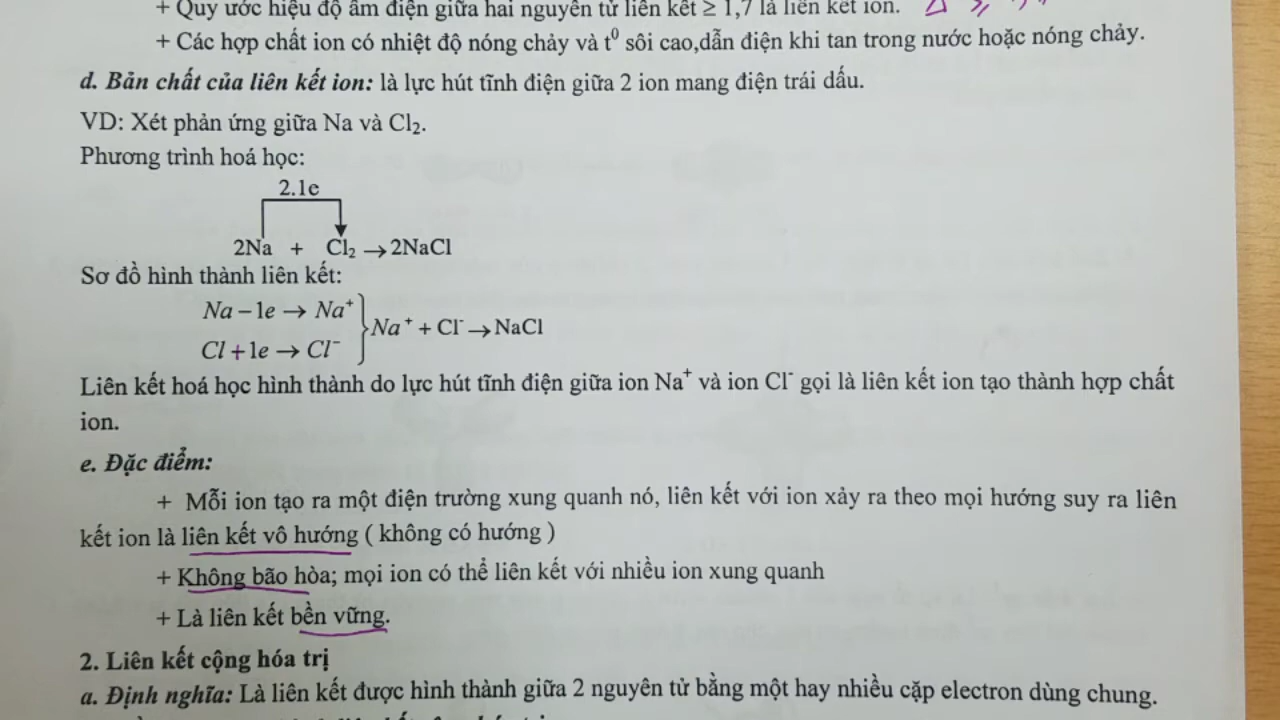 + Quy ước hiệu độ âm điện giữa hai nguyên tử liên kết ≥ 1,7 là liên kết ion.
+ Các hợp chất ion có nhiệt độ nóng chảy và t⁰ sôi cao,dẫn điện khi tan trong nước hoặc nóng chảy.
d. Bản chất của liên kết ion: là lực hút tĩnh điện giữa 2 ion mang điện trái dấu.
VD: Xét phản ứng giữa Na và Cl₂.
Phương trình hoá học:
2.1e
2Na + Cl₂ → 2NaCl
Sơ đồ hình thành liên kết:
Na – 1e → Na⁺
Cl + 1e → Cl⁻
Na⁺ + Cl⁻ → NaCl
Liên kết hoá học hình thành do lực hút tĩnh điện giữa ion Na⁺ và ion Cl⁻ gọi là liên kết ion tạo thành hợp chất
ion.
e. Đặc điểm:
+ Mỗi ion tạo ra một điện trường xung quanh nó, liên kết với ion xảy ra theo mọi hướng suy ra liên
kết ion là liên kết vô hướng ( không có hướng )
+ Không bão hòa; mọi ion có thể liên kết với nhiều ion xung quanh
+ Là liên kết bền vững.
2. Liên kết cộng hóa trị
a. Định nghĩa: Là liên kết được hình thành giữa 2 nguyên tử bằng một hay nhiều cặp electron dùng chung.